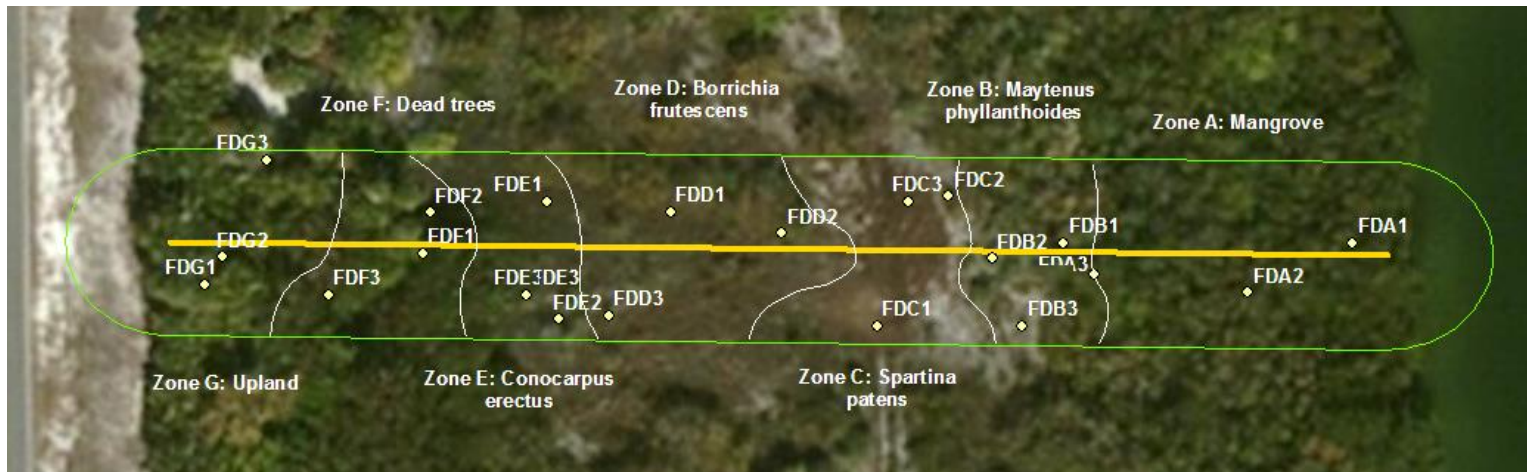 Zone D: Borrichia
frutescens
Zone B: Maytenus
phyllanthoides
Zone F: Dead trees
Zone A: Mangrove
FDG3
FDE1
FDC3
FDC2
FDF2
FDD1
FDD2
FDB1
FDA1
FDF1
FDB2
FDG2
FDG1
FDA3
FDF3
FDE3
FDE3
FDA2
FDE2
FDD3
FDC1
FDB3
Zone G: Upland
Zone E: Conocarpus
erectus
Zone C: Spartina
patens